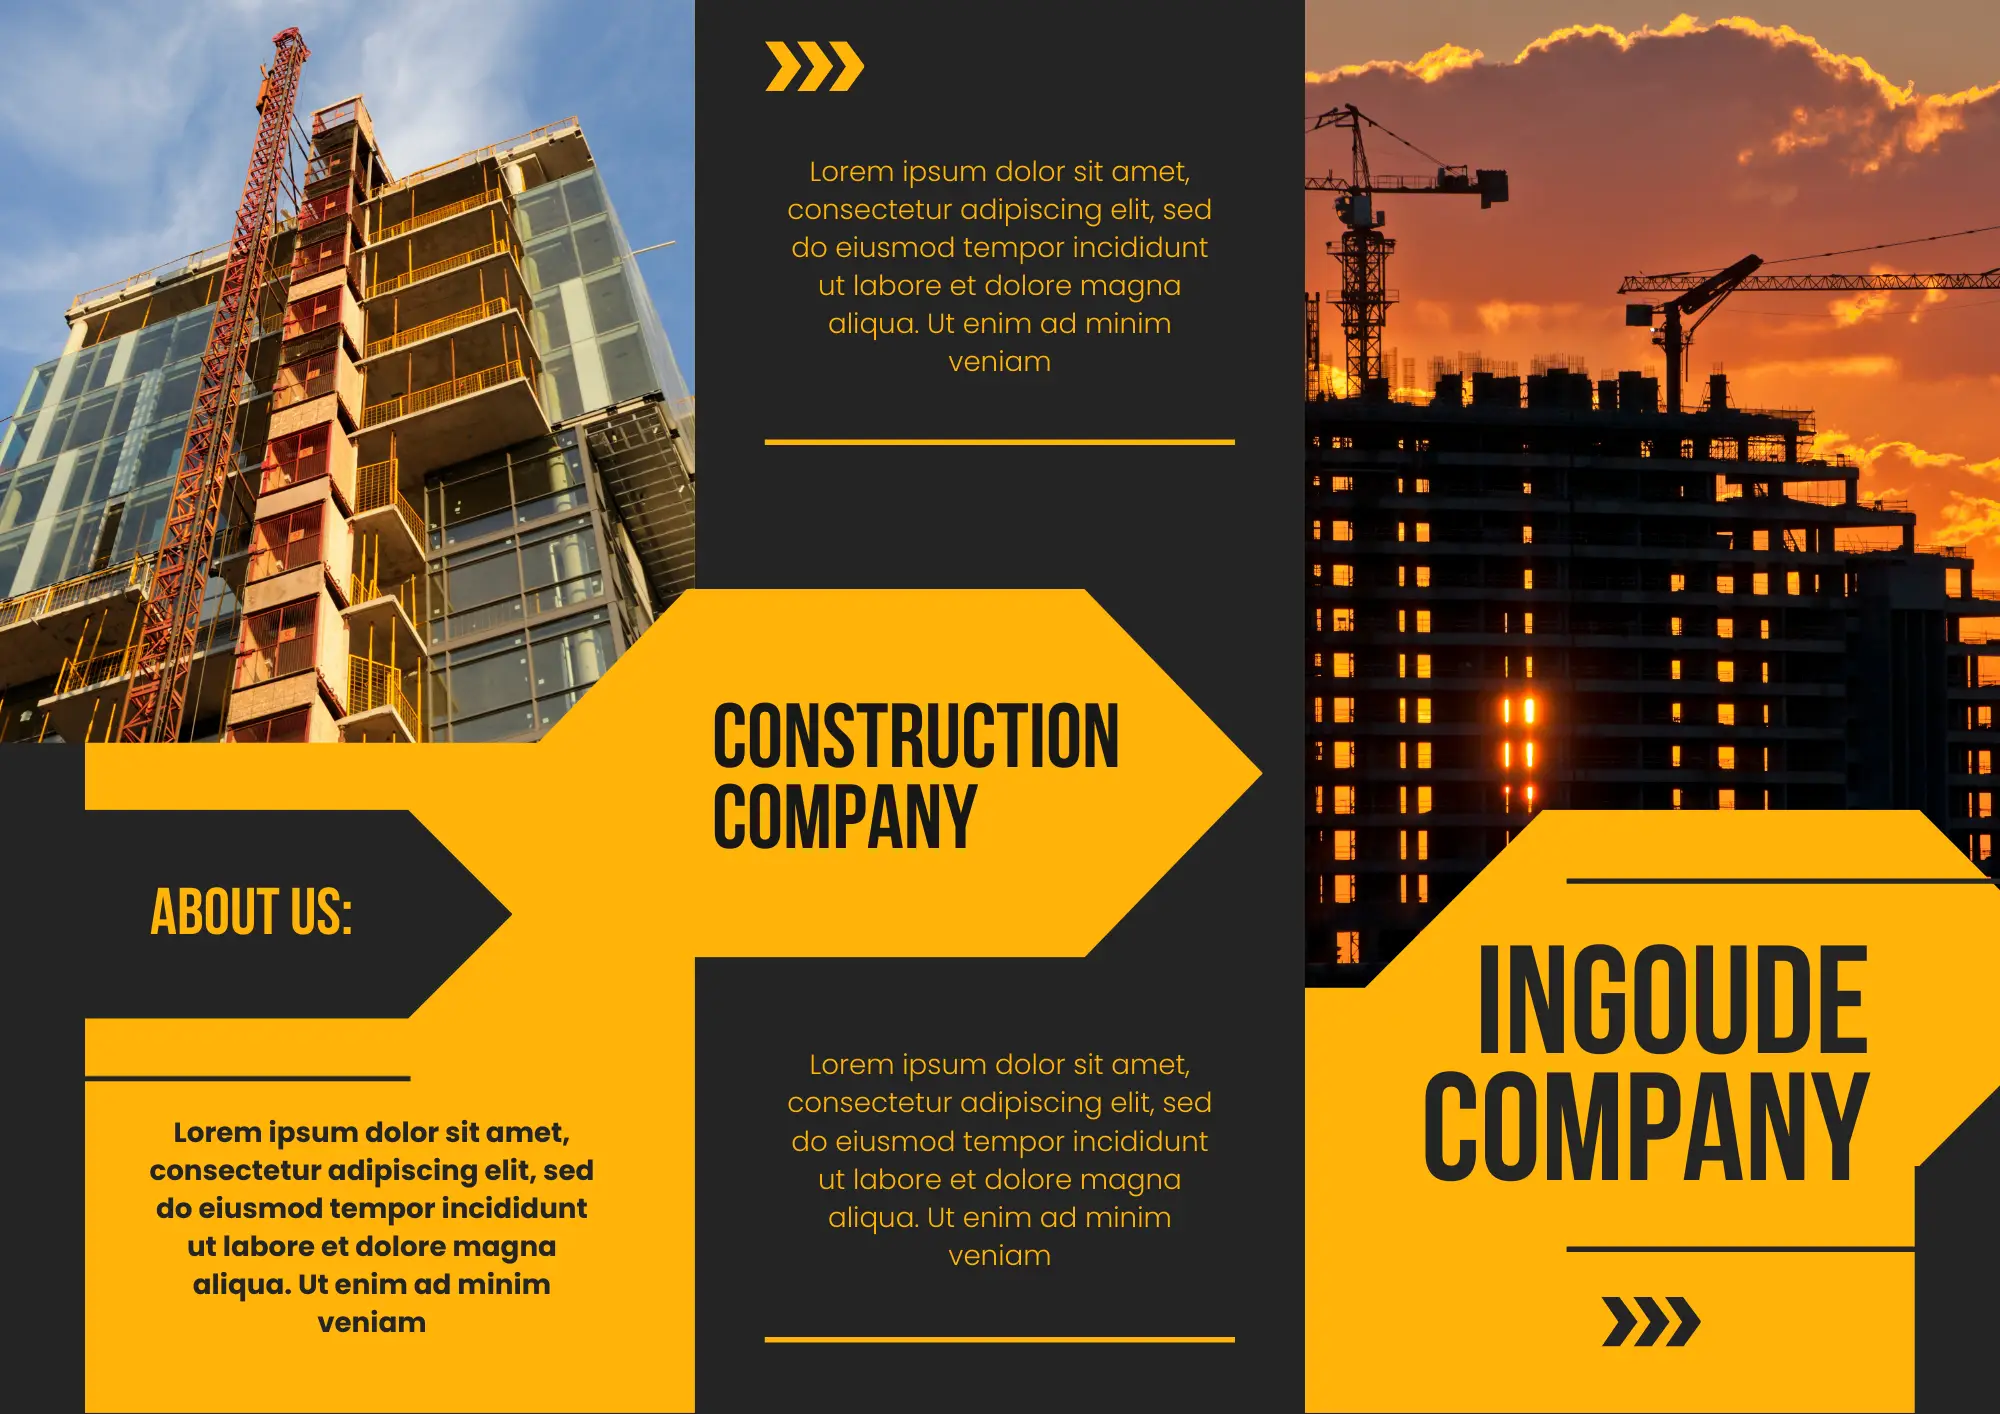 ABOUT US:
Lorem ipsum dolor sit amet,
consectetur adipiscing elit, sed
do eiusmod tempor incididunt
ut labore et dolore magna
aliqua. Ut enim ad minim
veniam
Lorem ipsum dolor sit amet,
consectetur adipiscing elit, sed
do eiusmod tempor incididunt
ut labore et dolore magna
aliqua. Ut enim ad minim
veniam
CONSTRUCTION
COMPANY
Lorem ipsum dolor sit amet,
consectetur adipiscing elit, sed
do eiusmod tempor incididunt
ut labore et dolore magna
aliqua. Ut enim ad minim
veniam
INGOUDE
COMPANY